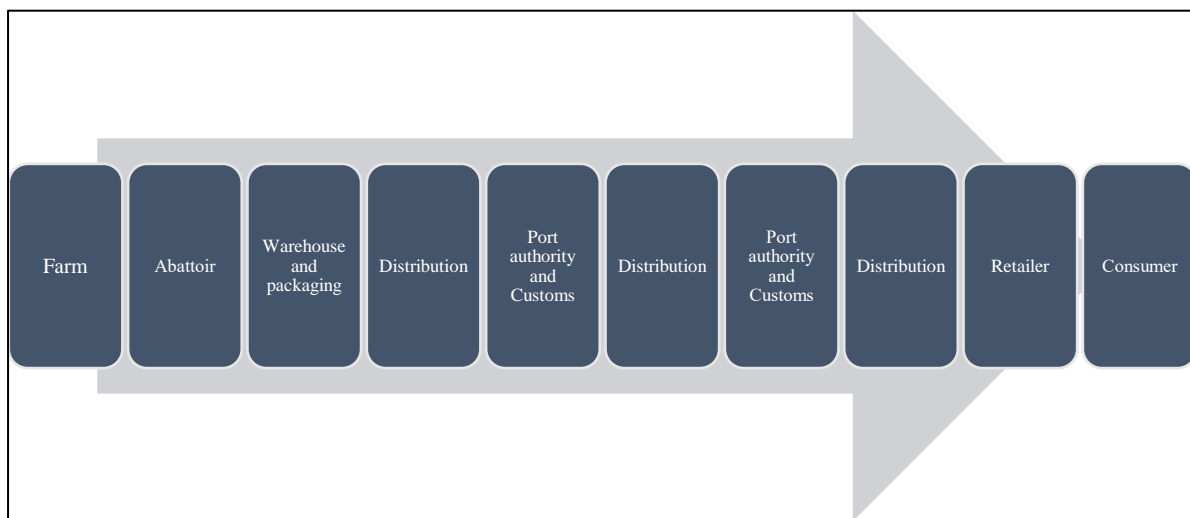 Farm
Abattoir
Warehouse
and
packaging
Distribution
Port
authority
and
Customs
Distribution
Port
authority
and
Customs
Distribution
Retailer
Consumer